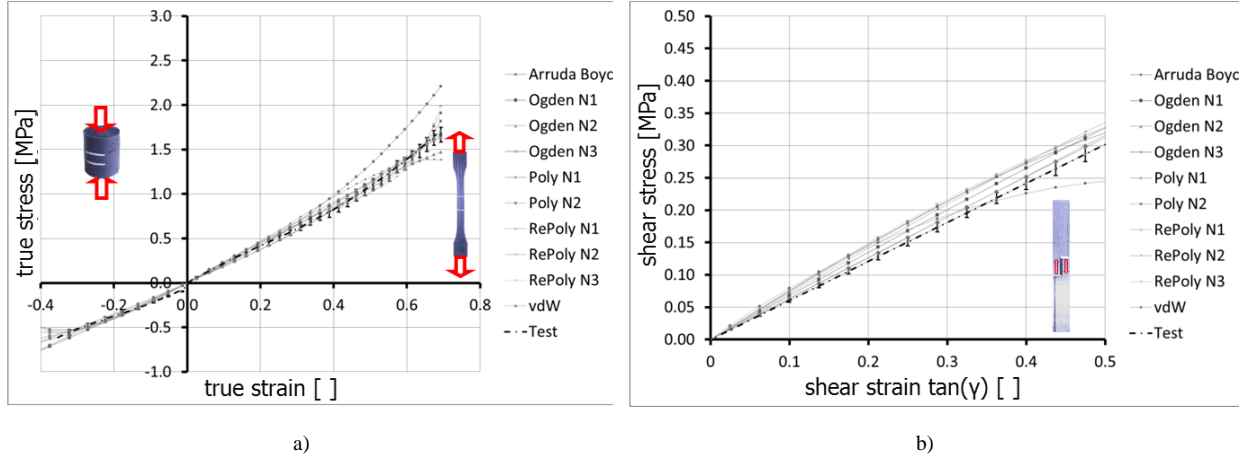 3.0
2.5
2.0
1.5
1.0
0.5
0.0
-0.5
-1.0
-0.4
-0.2
0
0.2
0.4
0.6
0.8
true stress [MPa]
true strain [ ]
Arruda Boyc
Ogden N1
Ogden N2
Ogden N3
Poly N1
Poly N2
RePoly N1
RePoly N2
RePoly N3
vdW
Test
a)
0.50
0.45
0.40
0.35
0.30
0.25
0.20
0.15
0.10
0.05
0.00
0
0.1
0.2
0.3
0.4
0.5
shear stress [MPa]
shear strain tan(γ) [ ]
Arruda Boyc
Ogden N1
Ogden N2
Ogden N3
Poly N1
Poly N2
RePoly N1
RePoly N2
RePoly N3
vdW
Test
b)